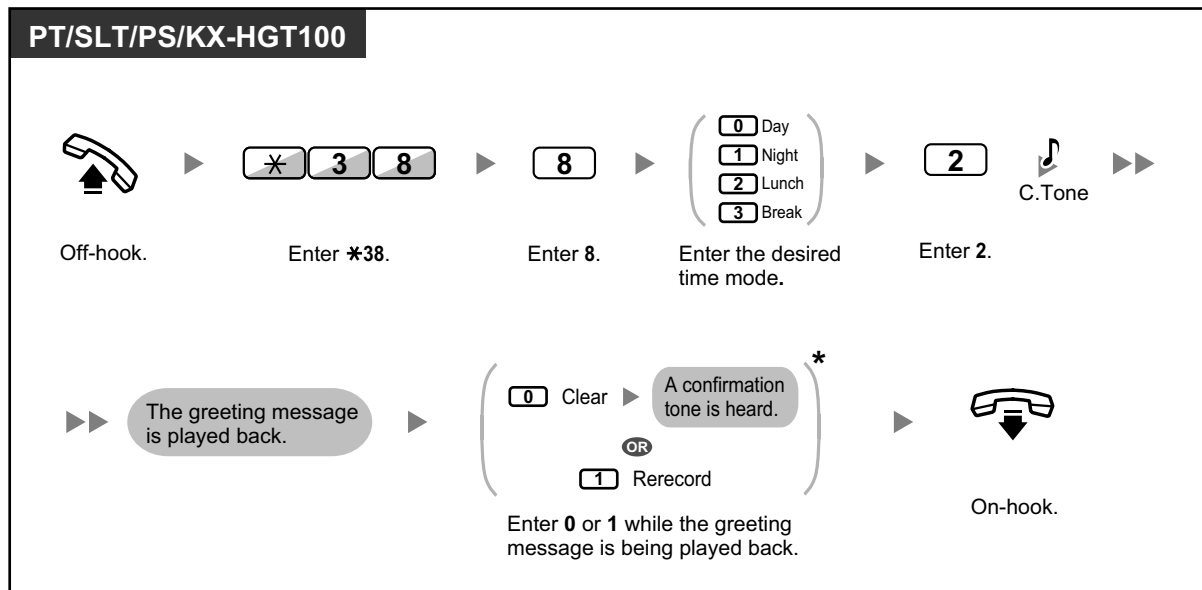 PT/SLT/PS/KX-HGT100
Off-hook.
* 3 8
Enter *38.
8
Enter 8.
0 Day
1 Night
2 Lunch
3 Break
Enter the desired
time mode.
2
Enter 2.
C.Tone
The greeting message
is played back.
0 Clear
A confirmation
tone is heard.
OR
1 Rerecord
*
Enter 0 or 1 while the greeting
message is being played back.
On-hook.